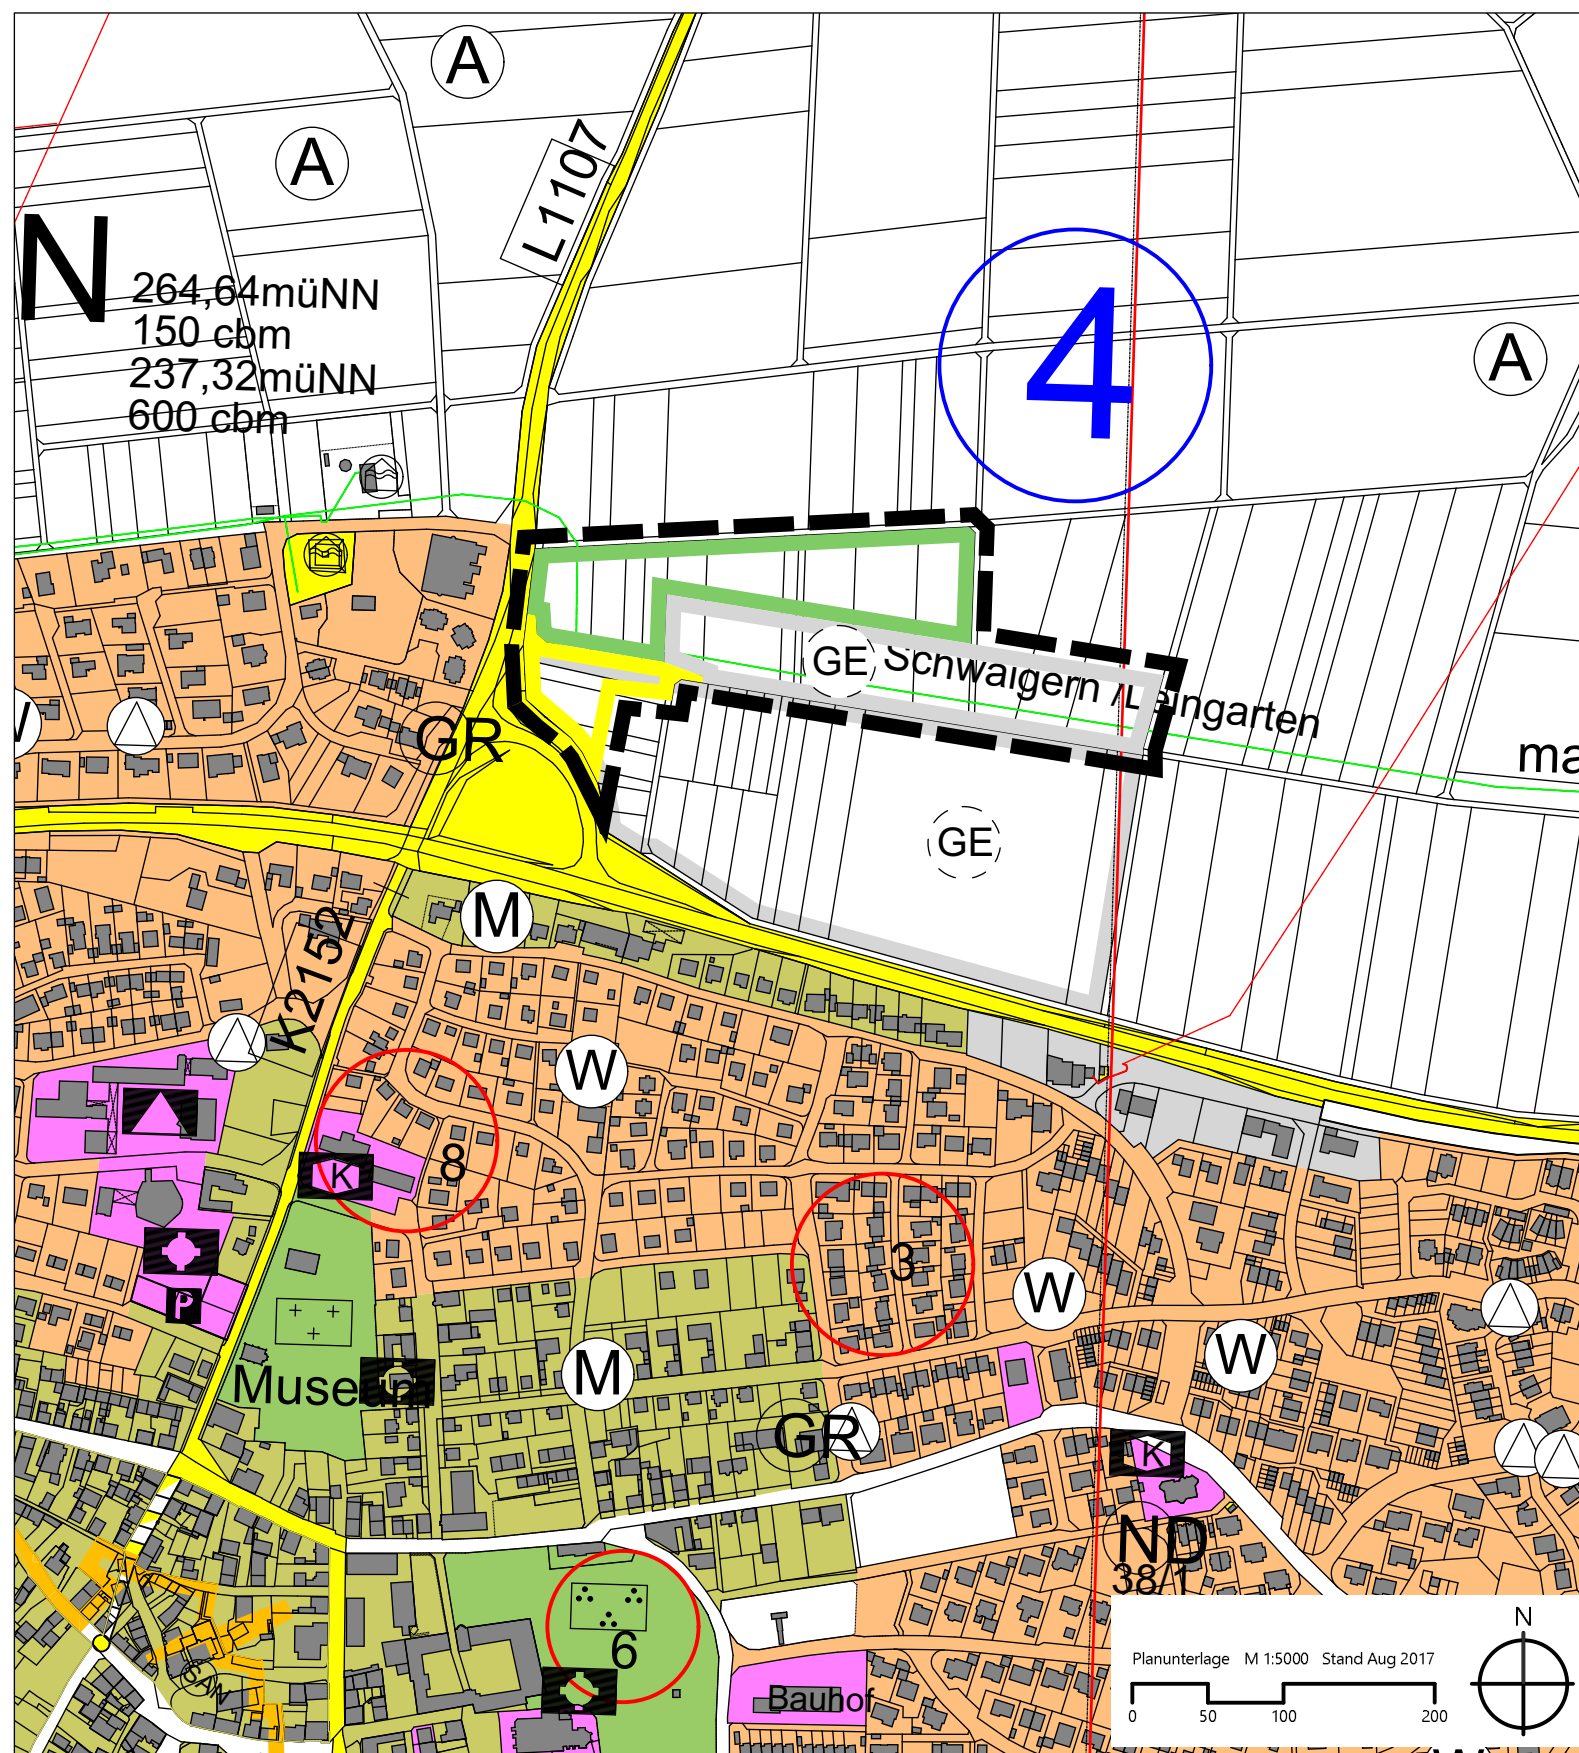 A
A
L1107
N
264,64müNN
150 cbm
237,32müNN
600 cbm
4
A
GE
Schwaigern /Leingarten
GR
ma
GE
M
K2152
W
8
K
3
P
W
W
Museum
M
GR
K
ND
38/1
6
SAN
Bauhof
N
Planunterlage M 1:5000 Stand Aug 2017
0 50 100 200